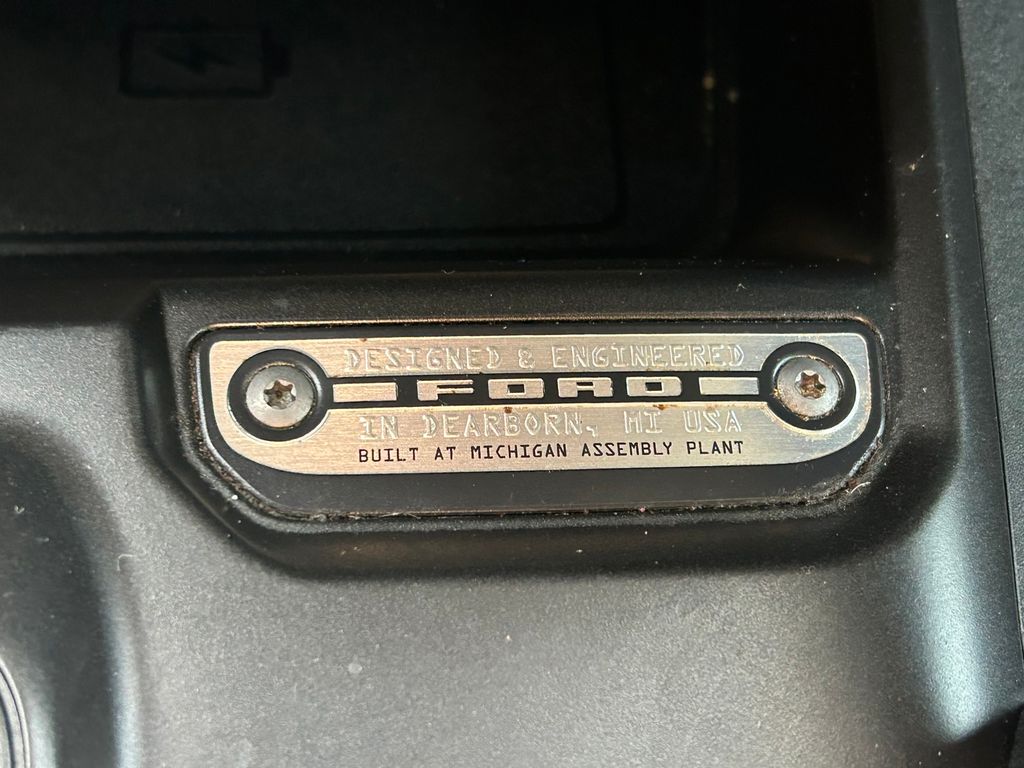 DESIGNED & ENGINEERED
FORD
IN DEARBORN, MI USA
BUILT AT MICHIGAN ASSEMBLY PLANT